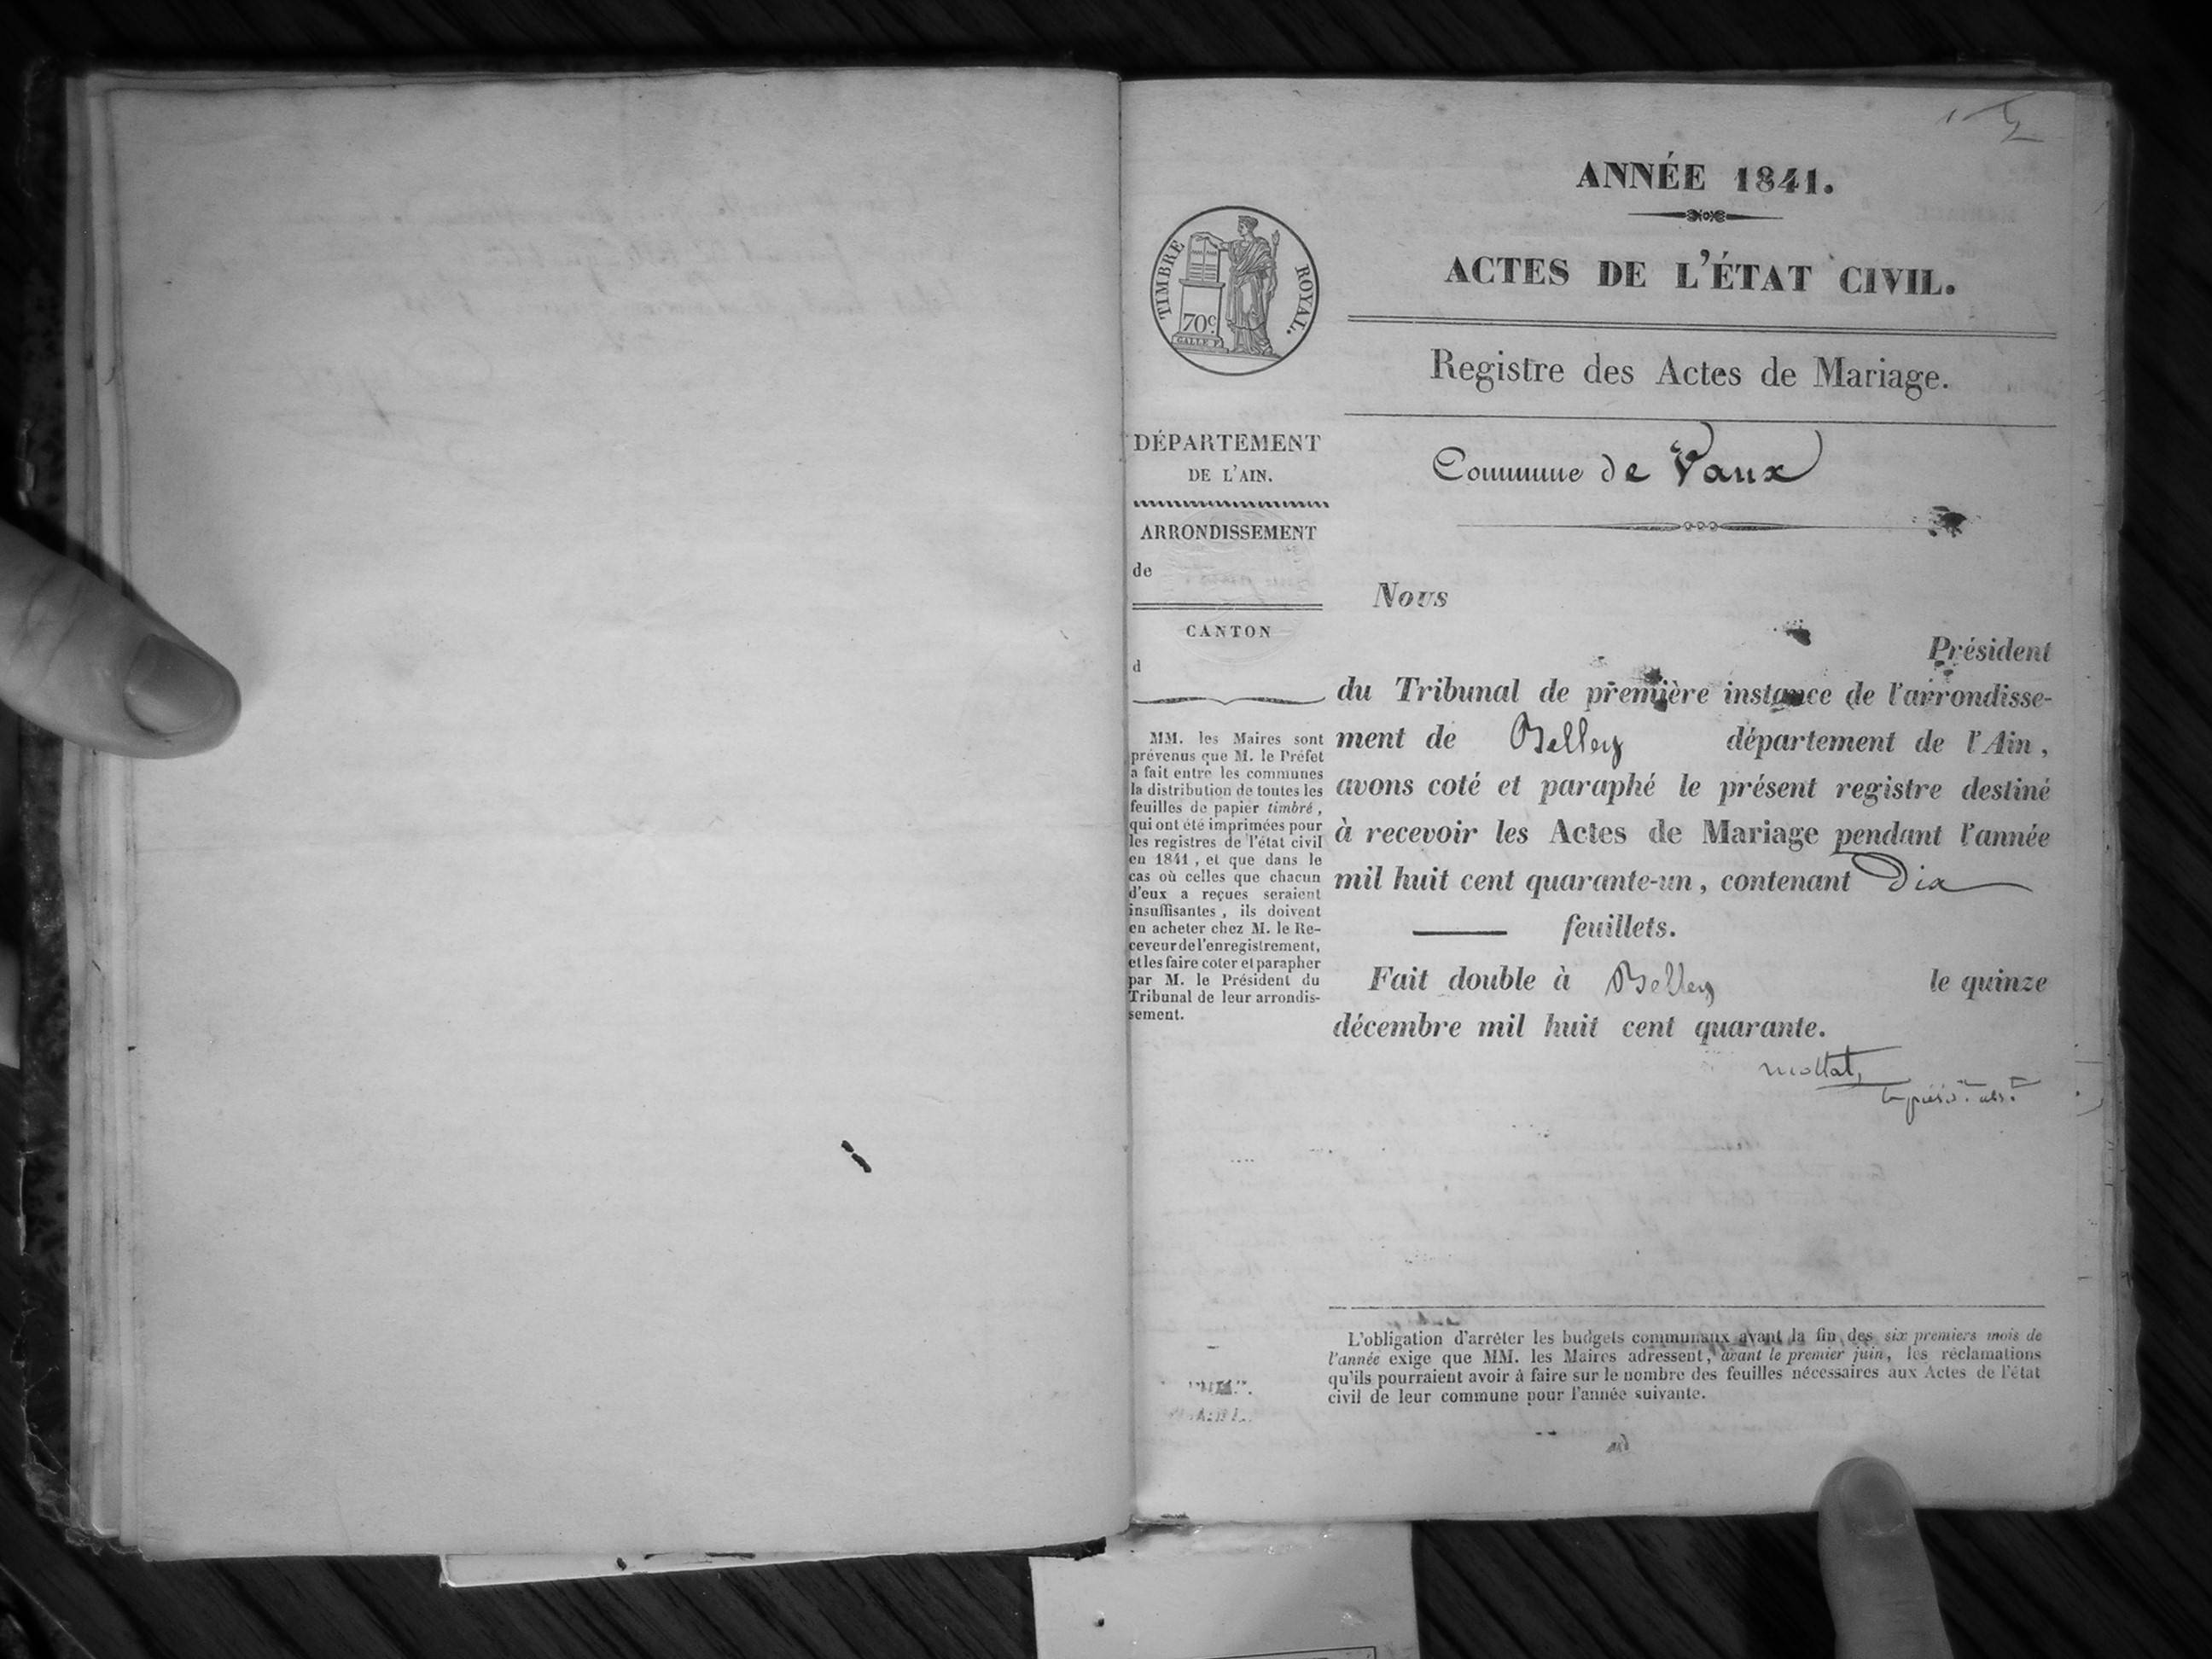 ANNÉE 1841.
ACTES DE L'ÉTAT CIVIL.
Registre des Actes de Mariage.
Commune de Vaux
TIMBRE ROYAL.
70c.
GALLE F.
DÉPARTEMENT
DE L'AIN.
ARRONDISSEMENT
de
CANTON
d
MM. les Maires sont
prévenus que M. le Préfet
a fait entre les communes
la distribution de toutes les
feuilles de papier timbré,
qui ont été imprimées pour
les registres de l'état civil
en 1841, et que dans le
cas où celles que chacun
d'eux a reçues seraient
insuffisantes, ils doivent
en acheter chez M. le Re-
ceveur de l'enregistrement,
et les faire coter et parapher
par M. le Président du
Tribunal de leur arrondis-
sement.
Nous
Président
du Tribunal de première instance de l'arrondisse-
ment de Belley département de l'Ain,
avons coté et paraphé le présent registre destiné
à recevoir les Actes de Mariage pendant l'année
mil huit cent quarante-un, contenant Dix
feuillets.
Fait double à Belley le quinze
décembre mil huit cent quarante.
mollat,
L'obligation d'arrêter les budgets communaux avant la fin des six premiers mois de
l'année exige que MM. les Maires adressent, avant le premier juin, les réclamations
qu'ils pourraient avoir à faire sur le nombre des feuilles nécessaires aux Actes de l'état
civil de leur commune pour l'année suivante.